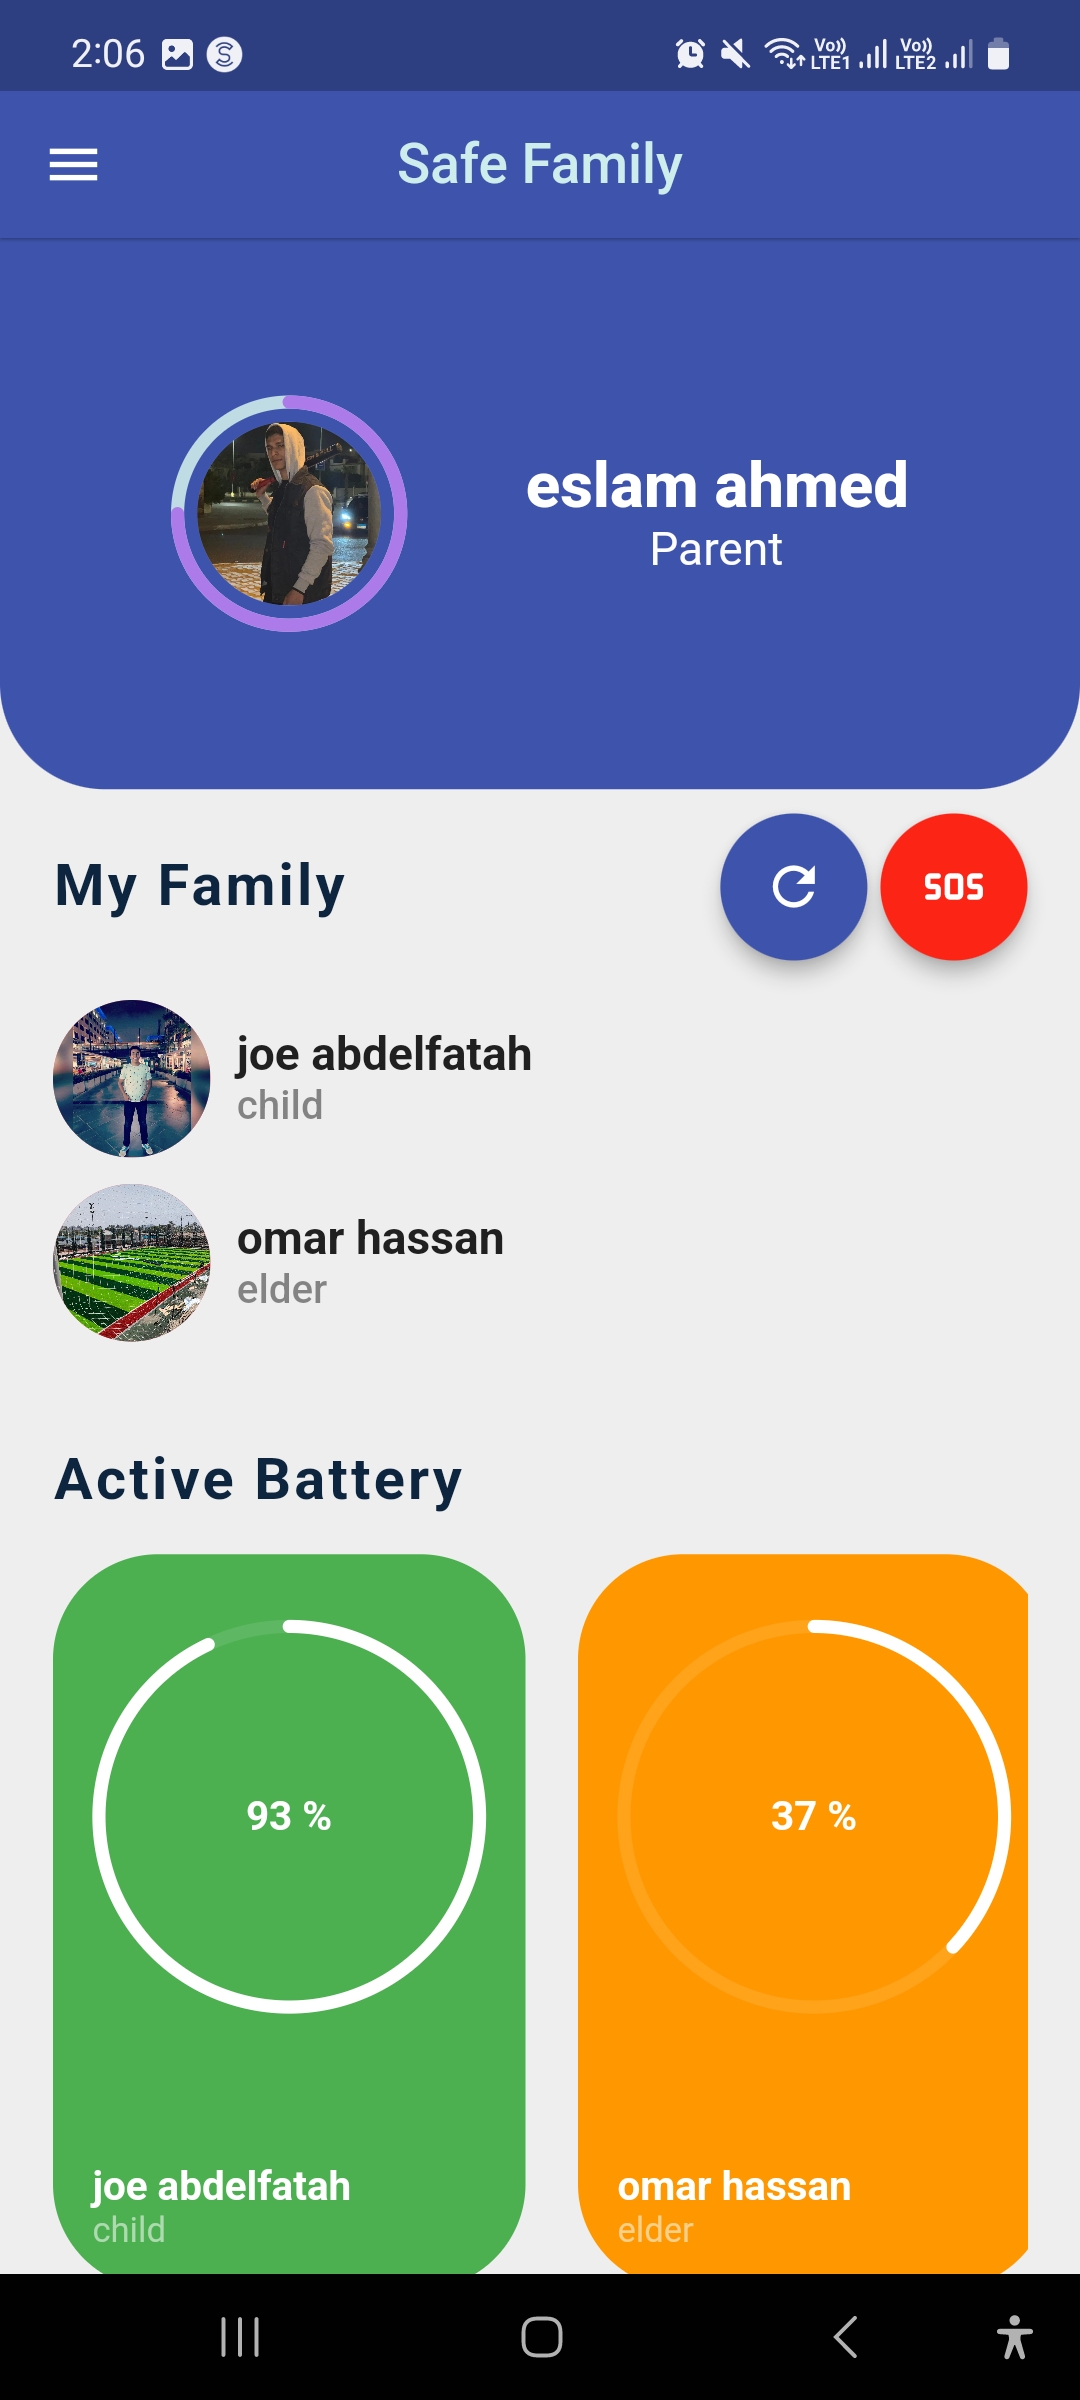 2:06
Vo)) LTE1
Vo)) LTE2
Safe Family
eslam ahmed
Parent
My Family
SOS
joe abdelfatah
child
omar hassan
elder
Active Battery
93 %
37 %
joe abdelfatah
child
omar hassan
elder